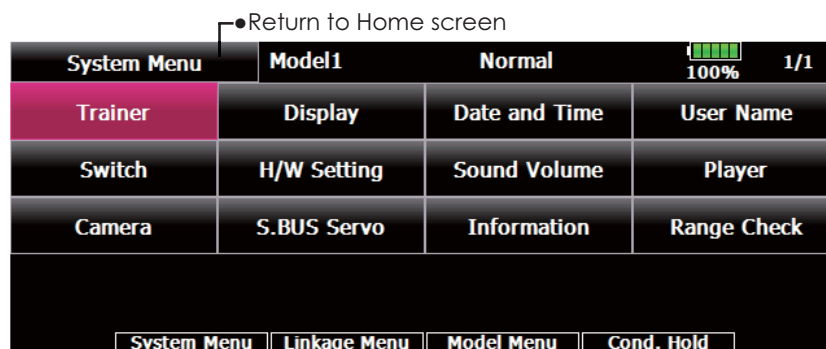 Return to Home screen
System Menu Model1 Normal 100% 1/1
Trainer Display Date and Time User Name
Switch H/W Setting Sound Volume Player
Camera S.BUS Servo Information Range Check
System Menu Linkage Menu Model Menu Cond. Hold